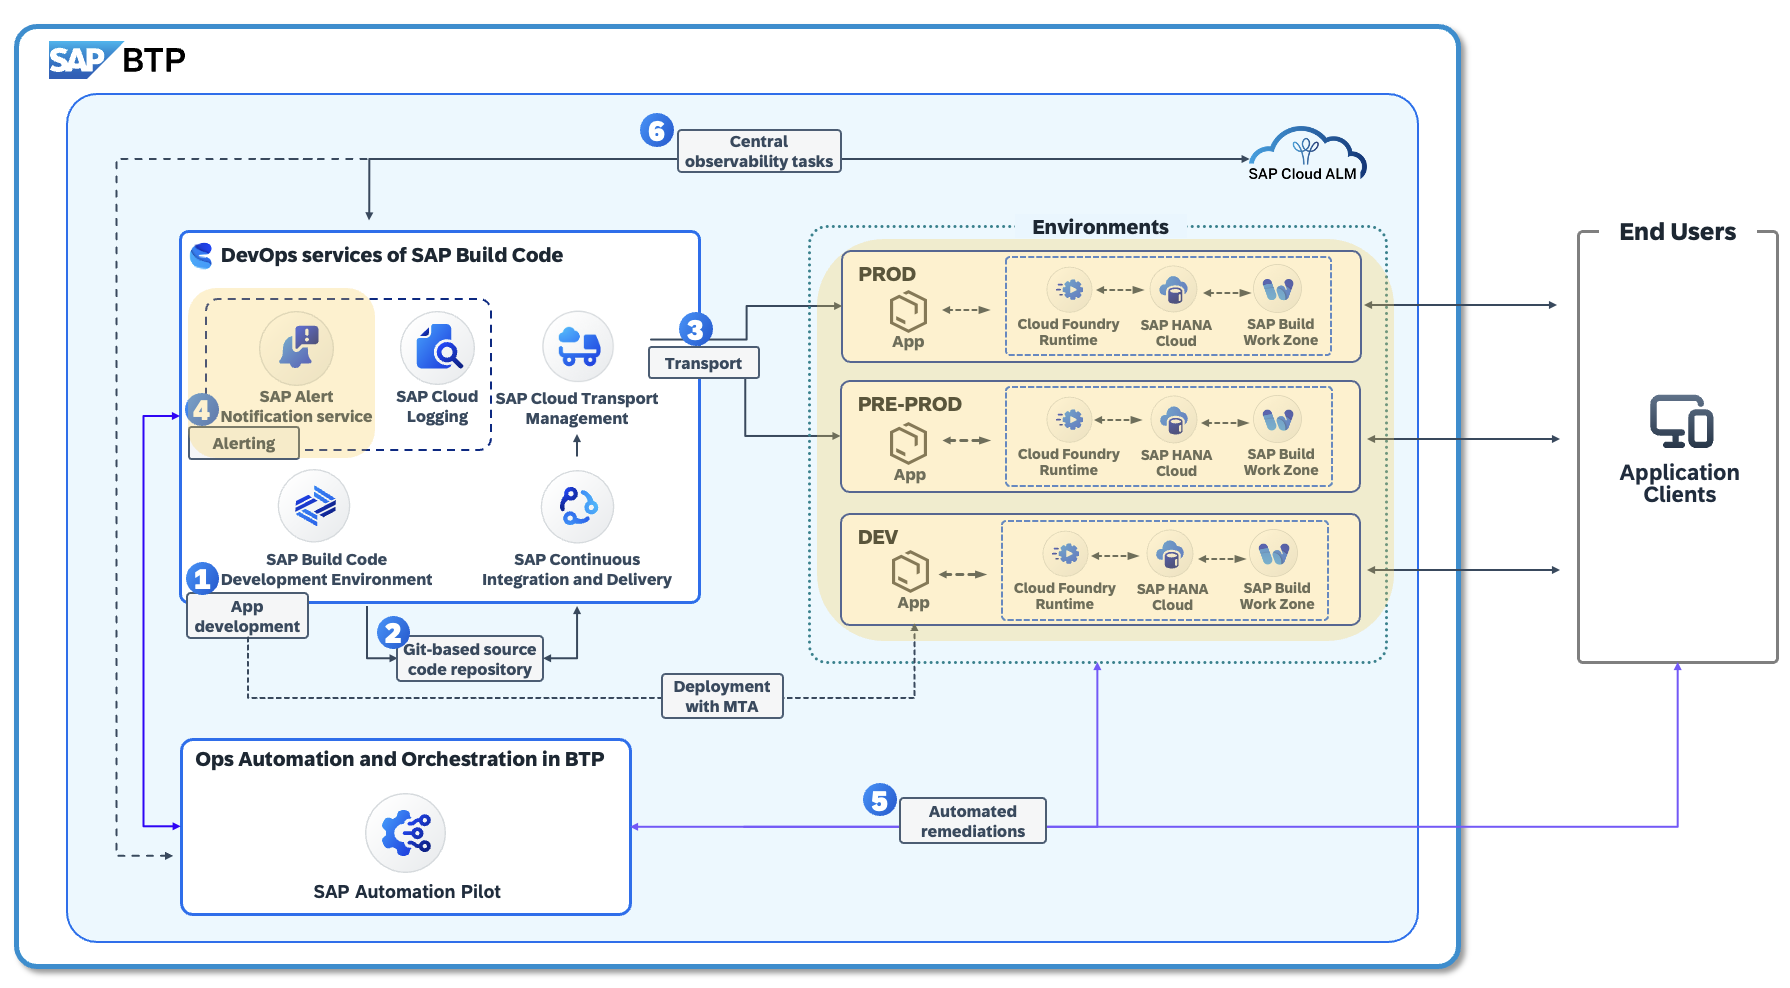 SAP BTP
6
Central
observability tasks
SAP Cloud ALM
DevOps services of SAP Build Code
SAP Alert
Notification service
SAP Cloud
Logging
SAP Cloud Transport
Management
4
Alerting
SAP Build Code
Development Environment
SAP Continuous
Integration and Delivery
1
App
development
2
Git-based source
code repository
3
Transport
Deployment
with MTA
Environments
PROD
App
Cloud Foundry
Runtime
SAP HANA
Cloud
SAP Build
Work Zone
PRE-PROD
App
Cloud Foundry
Runtime
SAP HANA
Cloud
SAP Build
Work Zone
DEV
App
Cloud Foundry
Runtime
SAP HANA
Cloud
SAP Build
Work Zone
End Users
Application
Clients
Ops Automation and Orchestration in BTP
SAP Automation Pilot
5
Automated
remediations